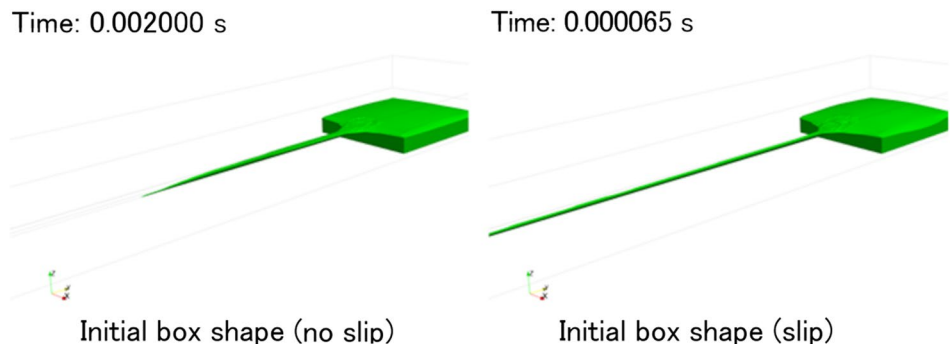 Time: 0.002000 s
Time: 0.000065 s
Initial box shape (no slip)
Initial box shape (slip)